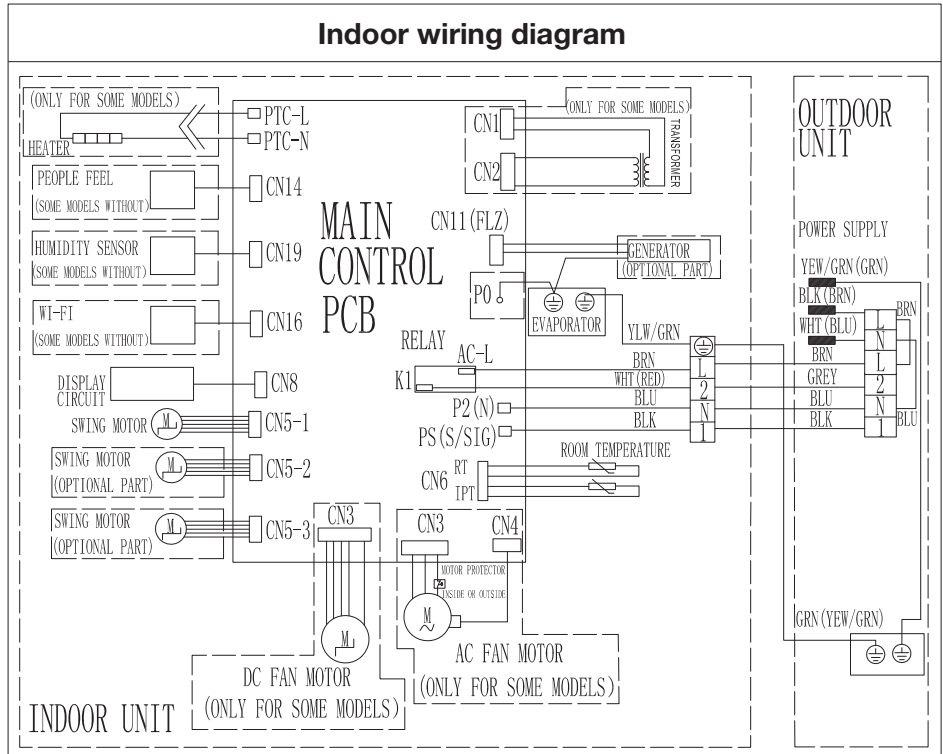 Indoor wiring diagram
(ONLY FOR SOME MODELS)
HEATER
PTC-L
PTC-N
PEOPLE FEEL
(SOME MODELS WITHOUT)
CN14
HUMIDITY SENSOR
(SOME MODELS WITHOUT)
CN19
WI-FI
(SOME MODELS WITHOUT)
CN16
DISPLAY
CIRCUIT
CN8
SWING MOTOR
M
CN5-1
SWING MOTOR
(OPTIONAL PART)
M
CN5-2
SWING MOTOR
(OPTIONAL PART)
M
CN5-3
MAIN
CONTROL
PCB
(ONLY FOR SOME MODELS)
CN1
CN2
TRANSFORMER
CN11(FLZ)
GENERATOR
(OPTIONAL PART)
P0
EVAPORATOR
RELAY
AC-L
K1
P2(N)
PS(S/SIG)
YLW/GRN
BRN
WHT(RED)
BLU
BLK
L
2
N
1
CN6
RT
IPT
ROOM TEMPERATURE
CN3
M
DC FAN MOTOR
(ONLY FOR SOME MODELS)
CN3
CN4
MOTOR PROTECTOR
INSIDE OR OUTSIDE
M
AC FAN MOTOR
(ONLY FOR SOME MODELS)
INDOOR UNIT
OUTDOOR
UNIT
POWER SUPPLY
YEW/GRN(GRN)
BLK(BRN)
WHT(BLU)
BRN
GREY
BLU
BLK
L
N
L
2
N
1
BRN
BLU
GRN(YEW/GRN)